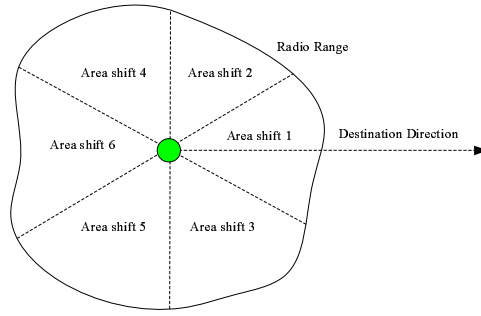 Radio Range
Area shift 4
Area shift 2
Area shift 1
Destination Direction
Area shift 6
Area shift 5
Area shift 3